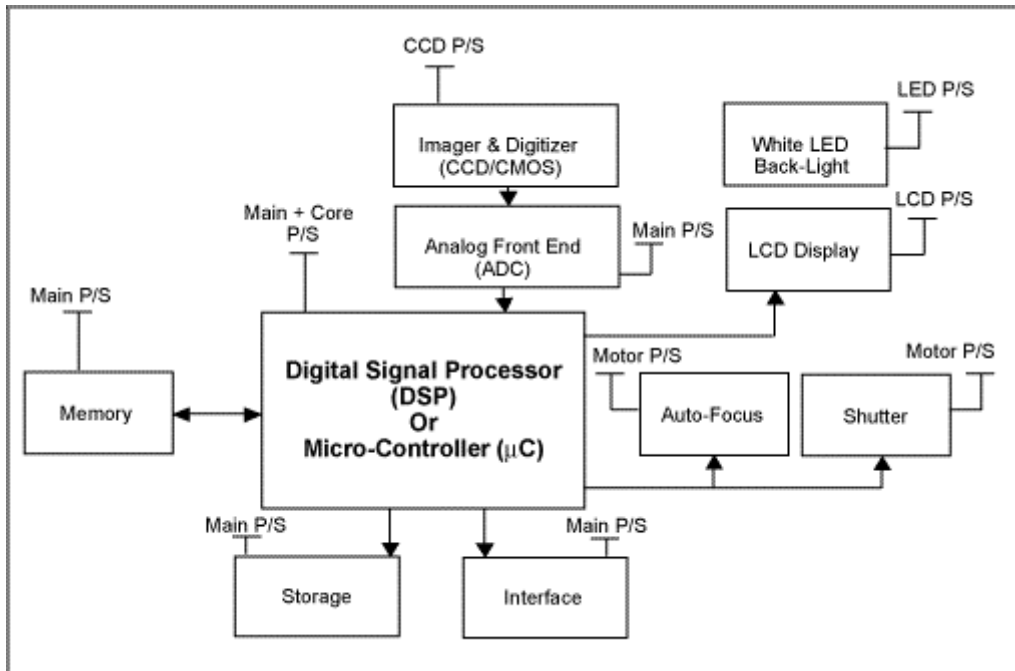 CCD P/S
LED P/S
Imager & Digitizer
(CCD/CMOS)
White LED
Back-Light
LCD P/S
Main + Core
P/S
Analog Front End
(ADC)
Main P/S
LCD Display
Main P/S
Digital Signal Processor
(DSP)
Or
Micro-Controller (µC)
Motor P/S
Motor P/S
Memory
Auto-Focus
Shutter
Main P/S
Main P/S
Storage
Interface